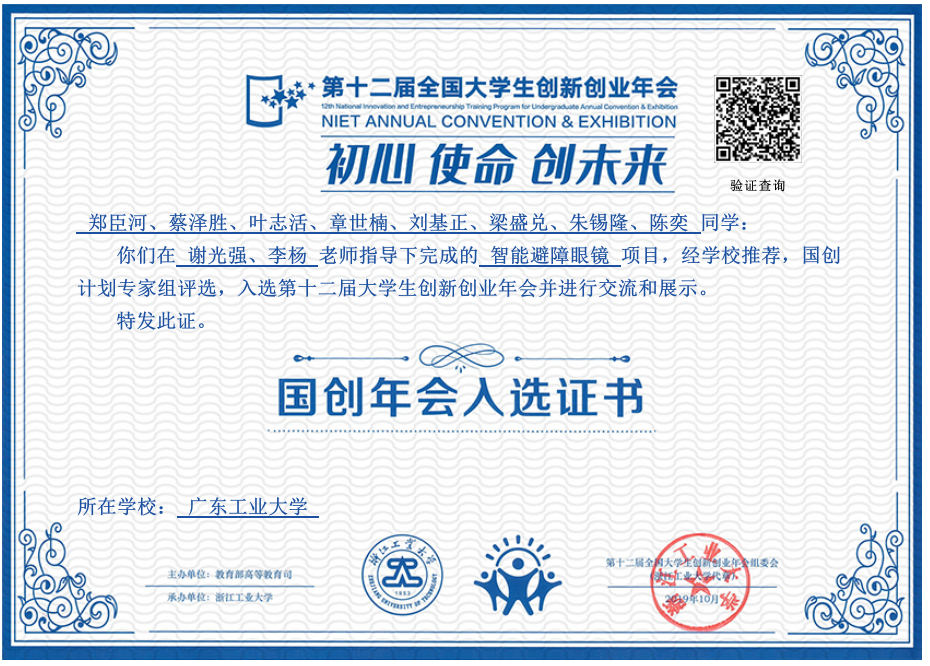 第十二届全国大学生创新创业年会
12th National Innovation and Entrepreneurship Training Program for Undergraduate Annual Convention & Exhibition
NIET ANNUAL CONVENTION & EXHIBITION
初心 使命 创未来
验证查询
郑臣河、蔡泽胜、叶志活、章世楠、刘基正、梁盛兑、朱锡隆、陈奕 同学：
你们在 谢光强、李杨 老师指导下完成的 智能避障眼镜 项目，经学校推荐，国创
计划专家组评选，入选第十二届大学生创新创业年会并进行交流和展示。
特发此证。
国创年会入选证书
所在学校： 广东工业大学
主办单位：教育部高等教育司
承办单位：浙江工业大学
浙江工业大学
ZHEJIANG UNIVERSITY OF TECHNOLOGY
1953
第十二届全国大学生创新创业年会组委会
（浙江工业大学代章）
2019年10月
浙江工业大学